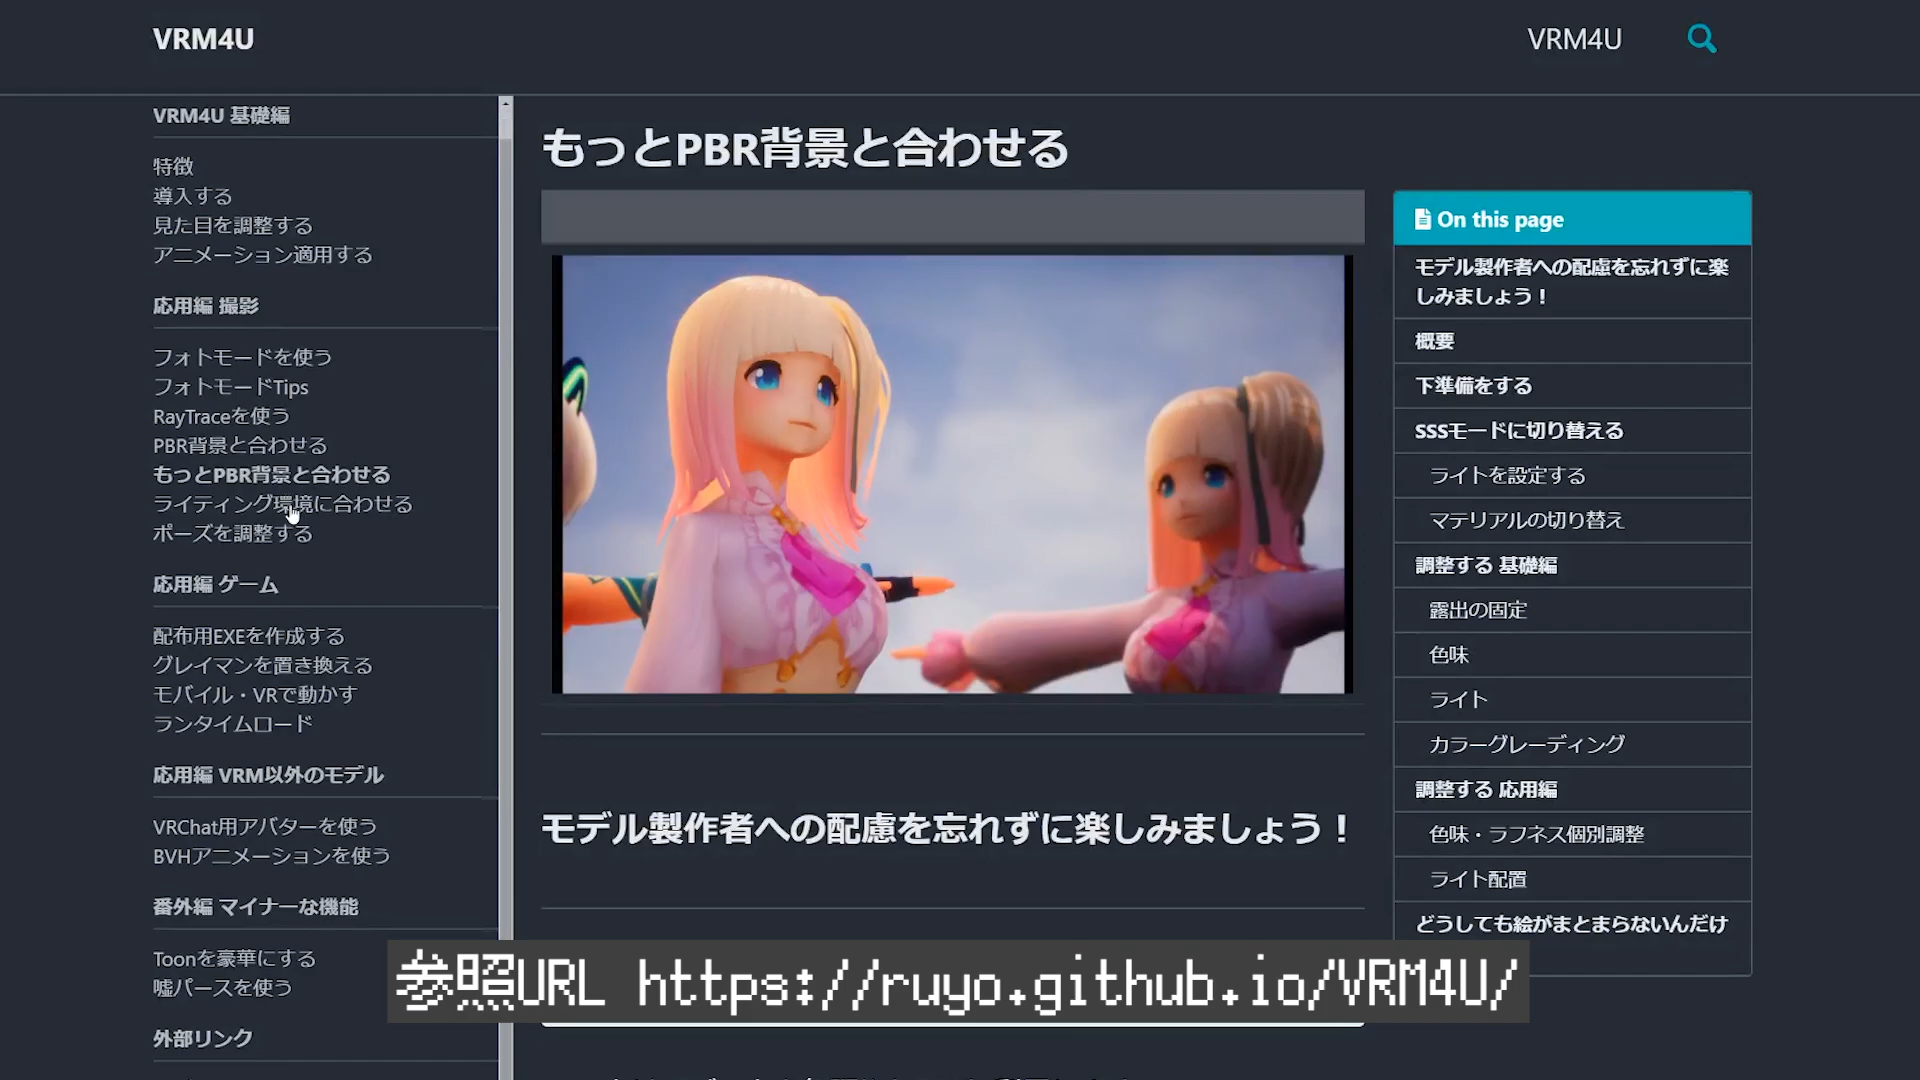 VRM4U
VRM4U
VRM4U 基礎編
特徴
導入する
見た目を調整する
アニメーション適用する
応用編 撮影
フォトモードを使う
フォトモードTips
RayTraceを使う
PBR背景と合わせる
もっとPBR背景と合わせる
ライティング環境に合わせる
ポーズを調整する
応用編 ゲーム
配布用EXEを作成する
グレイマンを置き換える
モバイル・VRで動かす
ランタイムロード
応用編 VRM以外のモデル
VRChat用アバターを使う
BVHアニメーションを使う
番外編 マイナーな機能
Toonを豪華にする
嘘パースを使う
外部リンク
もっとPBR背景と合わせる
モデル製作者への配慮を忘れずに楽しみましょう！
On this page
モデル製作者への配慮を忘れずに楽
しみましょう！
概要
下準備をする
SSSモードに切り替える
ライトを設定する
マテリアルの切り替え
調整する 基礎編
露出の固定
色味
ライト
カラーグレーディング
調整する 応用編
色味・ラフネス個別調整
ライト配置
どうしても絵がまとまらないんだけ
参照URL https://ruyo.github.io/VRM4U/